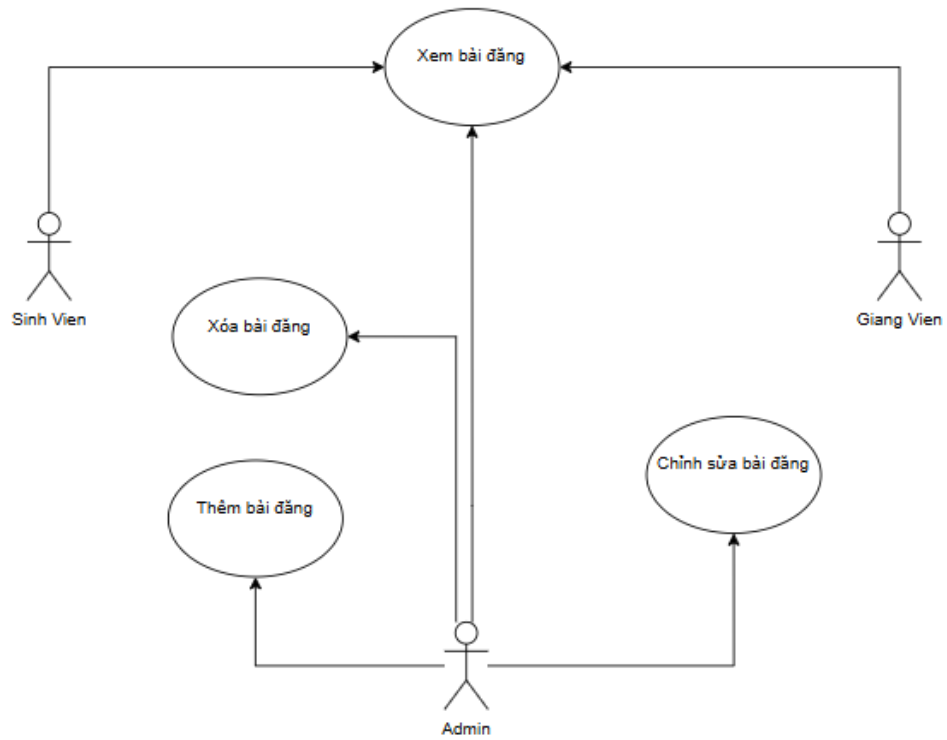 Xem bài đăng
Sinh Vien
Giang Vien
Xóa bài đăng
Chỉnh sửa bài đăng
Thêm bài đăng
Admin